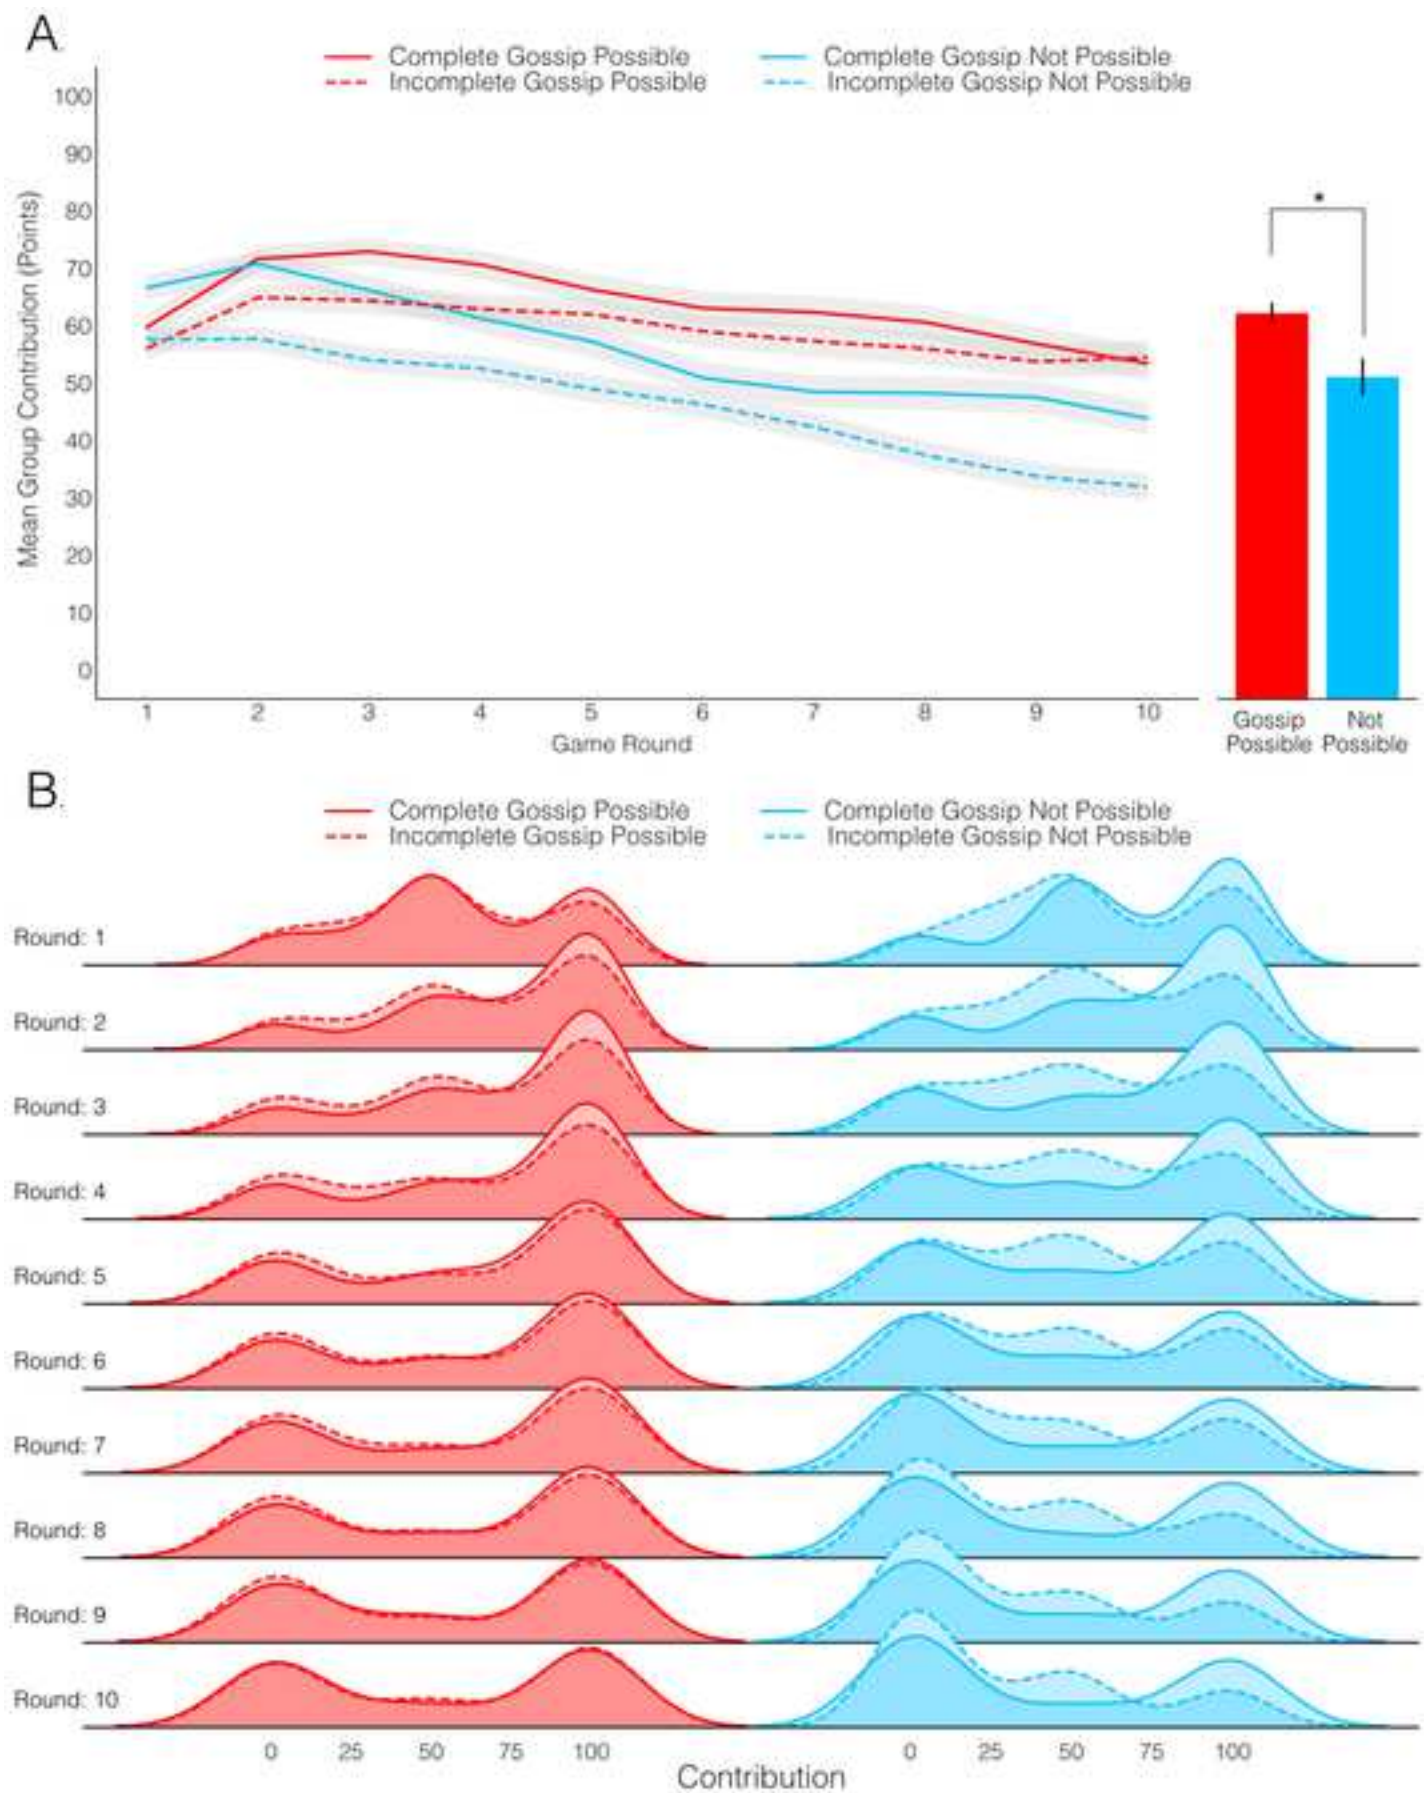 A.
Complete Gossip Possible
Complete Gossip Not Possible
Incomplete Gossip Possible
Incomplete Gossip Not Possible
Mean Group Contribution (Points)
100
90
80
70
60
50
40
30
20
10
0
*
1 2 3 4 5 6 7 8 9 10
Game Round
Gossip Possible
Not Possible
B.
Complete Gossip Possible
Complete Gossip Not Possible
Incomplete Gossip Possible
Incomplete Gossip Not Possible
Round: 1
Round: 2
Round: 3
Round: 4
Round: 5
Round: 6
Round: 7
Round: 8
Round: 9
Round: 10
0 25 50 75 100 0 25 50 75 100
Contribution